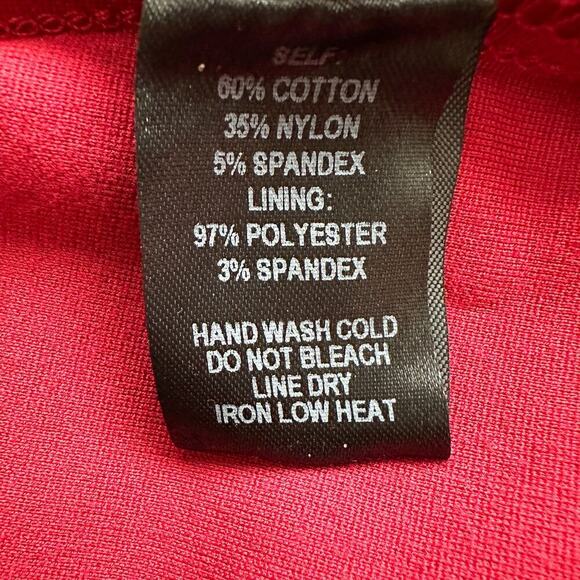 SELF:
60% COTTON
35% NYLON
5% SPANDEX
LINING:
97% POLYESTER
3% SPANDEX
HAND WASH COLD
DO NOT BLEACH
LINE DRY
IRON LOW HEAT